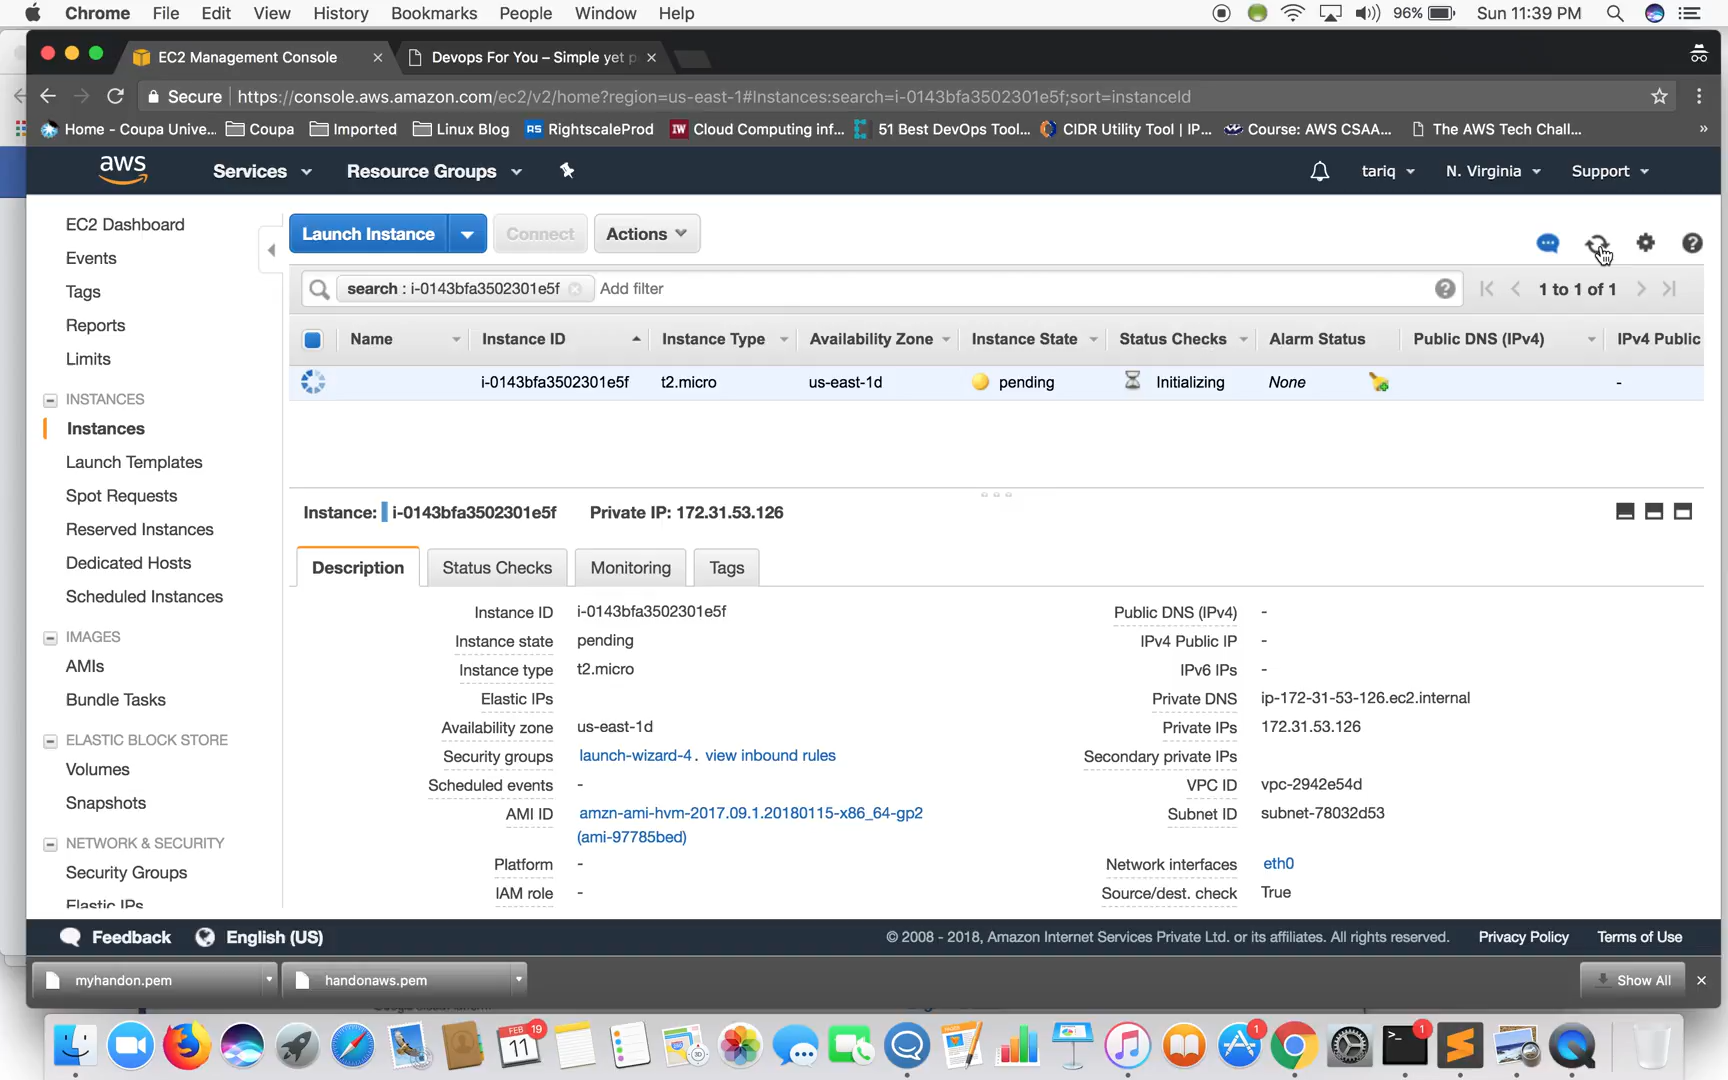 Chrome File Edit View History Bookmarks People Window Help 96% Sun 11:39 PM
EC2 Management Console Devops For You – Simple yet p
Secure https://console.aws.amazon.com/ec2/v2/home?region=us-east-1#Instances:search=i-0143bfa3502301e5f;sort=instanceId
Home - Coupa Unive... Coupa Imported Linux Blog RS RightscaleProd IW Cloud Computing inf... 51 Best DevOps Tool... CIDR Utility Tool | IP... Course: AWS CSAA... The AWS Tech Chall... »
aws Services Resource Groups tariq N. Virginia Support
EC2 Dashboard
Events
Tags
Reports
Limits
INSTANCES
Instances
Launch Templates
Spot Requests
Reserved Instances
Dedicated Hosts
Scheduled Instances
IMAGES
AMIs
Bundle Tasks
ELASTIC BLOCK STORE
Volumes
Snapshots
NETWORK & SECURITY
Security Groups
Elastic IPs
Launch Instance Connect Actions
search : i-0143bfa3502301e5f Add filter 1 to 1 of 1
Name Instance ID Instance Type Availability Zone Instance State Status Checks Alarm Status Public DNS (IPv4) IPv4 Public
i-0143bfa3502301e5f t2.micro us-east-1d pending Initializing None -
Instance: i-0143bfa3502301e5f Private IP: 172.31.53.126
Description Status Checks Monitoring Tags
Instance ID i-0143bfa3502301e5f
Instance state pending
Instance type t2.micro
Elastic IPs
Availability zone us-east-1d
Security groups launch-wizard-4. view inbound rules
Scheduled events -
AMI ID amzn-ami-hvm-2017.09.1.20180115-x86_64-gp2
(ami-97785bed)
Platform -
IAM role -
Public DNS (IPv4) -
IPv4 Public IP -
IPv6 IPs -
Private DNS ip-172-31-53-126.ec2.internal
Private IPs 172.31.53.126
Secondary private IPs
VPC ID vpc-2942e54d
Subnet ID subnet-78032d53
Network interfaces eth0
Source/dest. check True
Feedback English (US) © 2008 - 2018, Amazon Internet Services Private Ltd. or its affiliates. All rights reserved. Privacy Policy Terms of Use
myhandon.pem handonaws.pem Show All
FEB 19 11 1 1